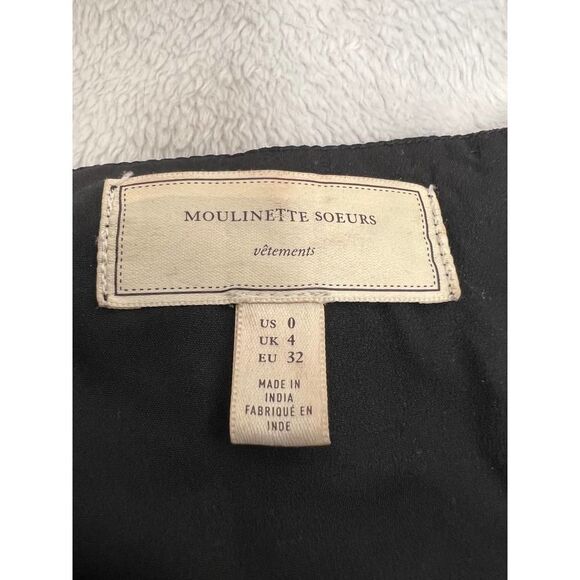 MOULINETTE SOEURS
vêtements
US 0
UK 4
EU 32
MADE IN
INDIA
FABRIQUÉ EN
INDE